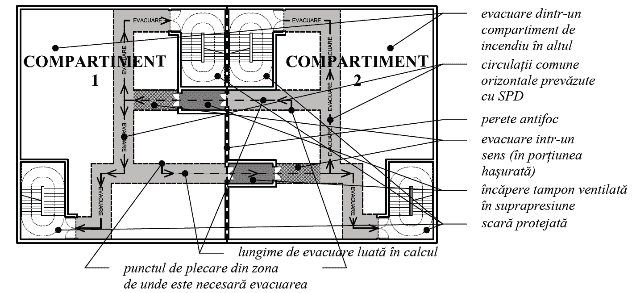 EVACUARE
EVACUARE
COMPARTIMENT
1
COMPARTIMENT
2
EVACUARE
EVACUARE
EVACUARE
EVACUARE
EVACUARE
EVACUARE
evacuare dintr-un
compartiment de
incendiu în altul
circulații comune
orizontale prevăzute
cu SPD
perete antifoc
evacuare intr-un
sens (în porțiunea
hașurată)
încăpere tampon ventilată
în suprapresiune
scară protejată
lungime de evacuare luată în calcul
punctul de plecare din zona
de unde este necesară evacuarea